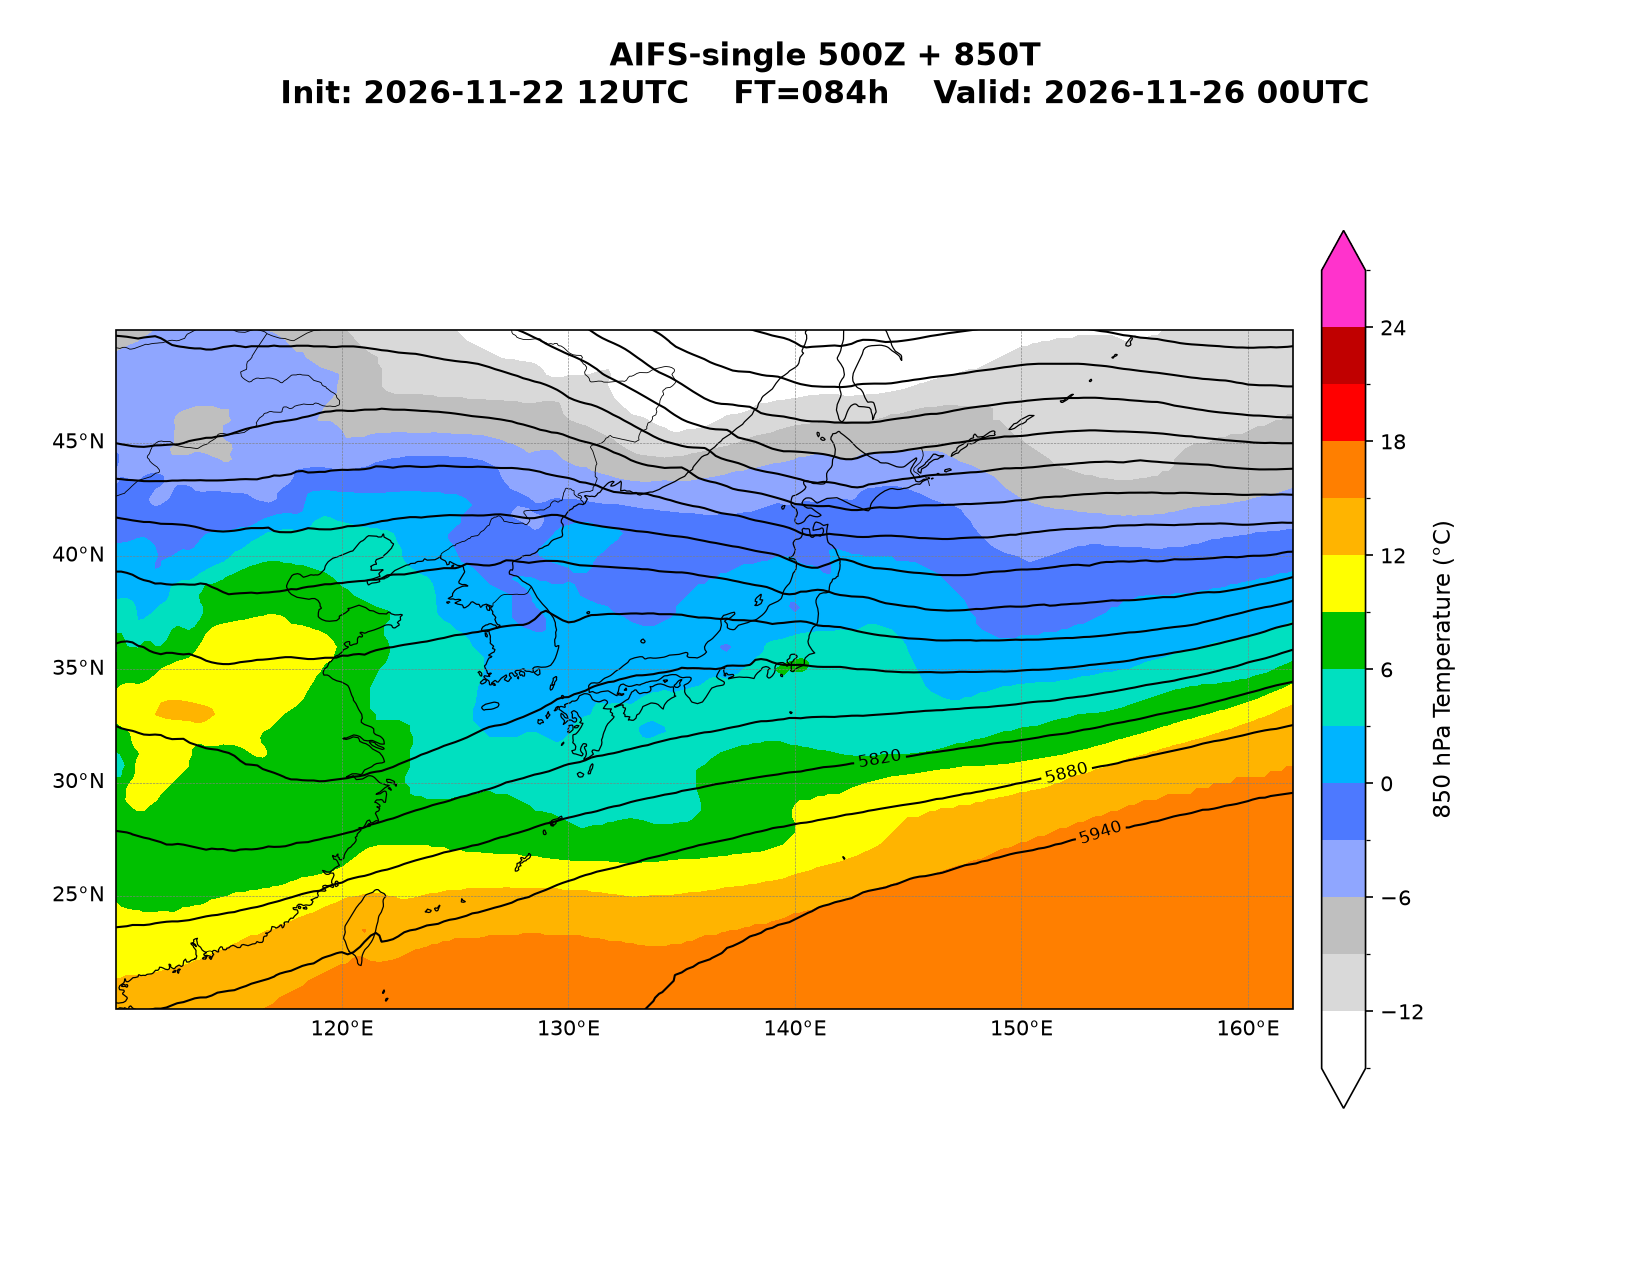 AIFS-single 500Z + 850T
Init: 2026-11-22 12UTC    FT=084h    Valid: 2026-11-26 00UTC
24
18
12
6
0
−6
−12
850 hPa Temperature (°C)
45°N
40°N
35°N
30°N
25°N
5820
5880
5940
120°E
130°E
140°E
150°E
160°E